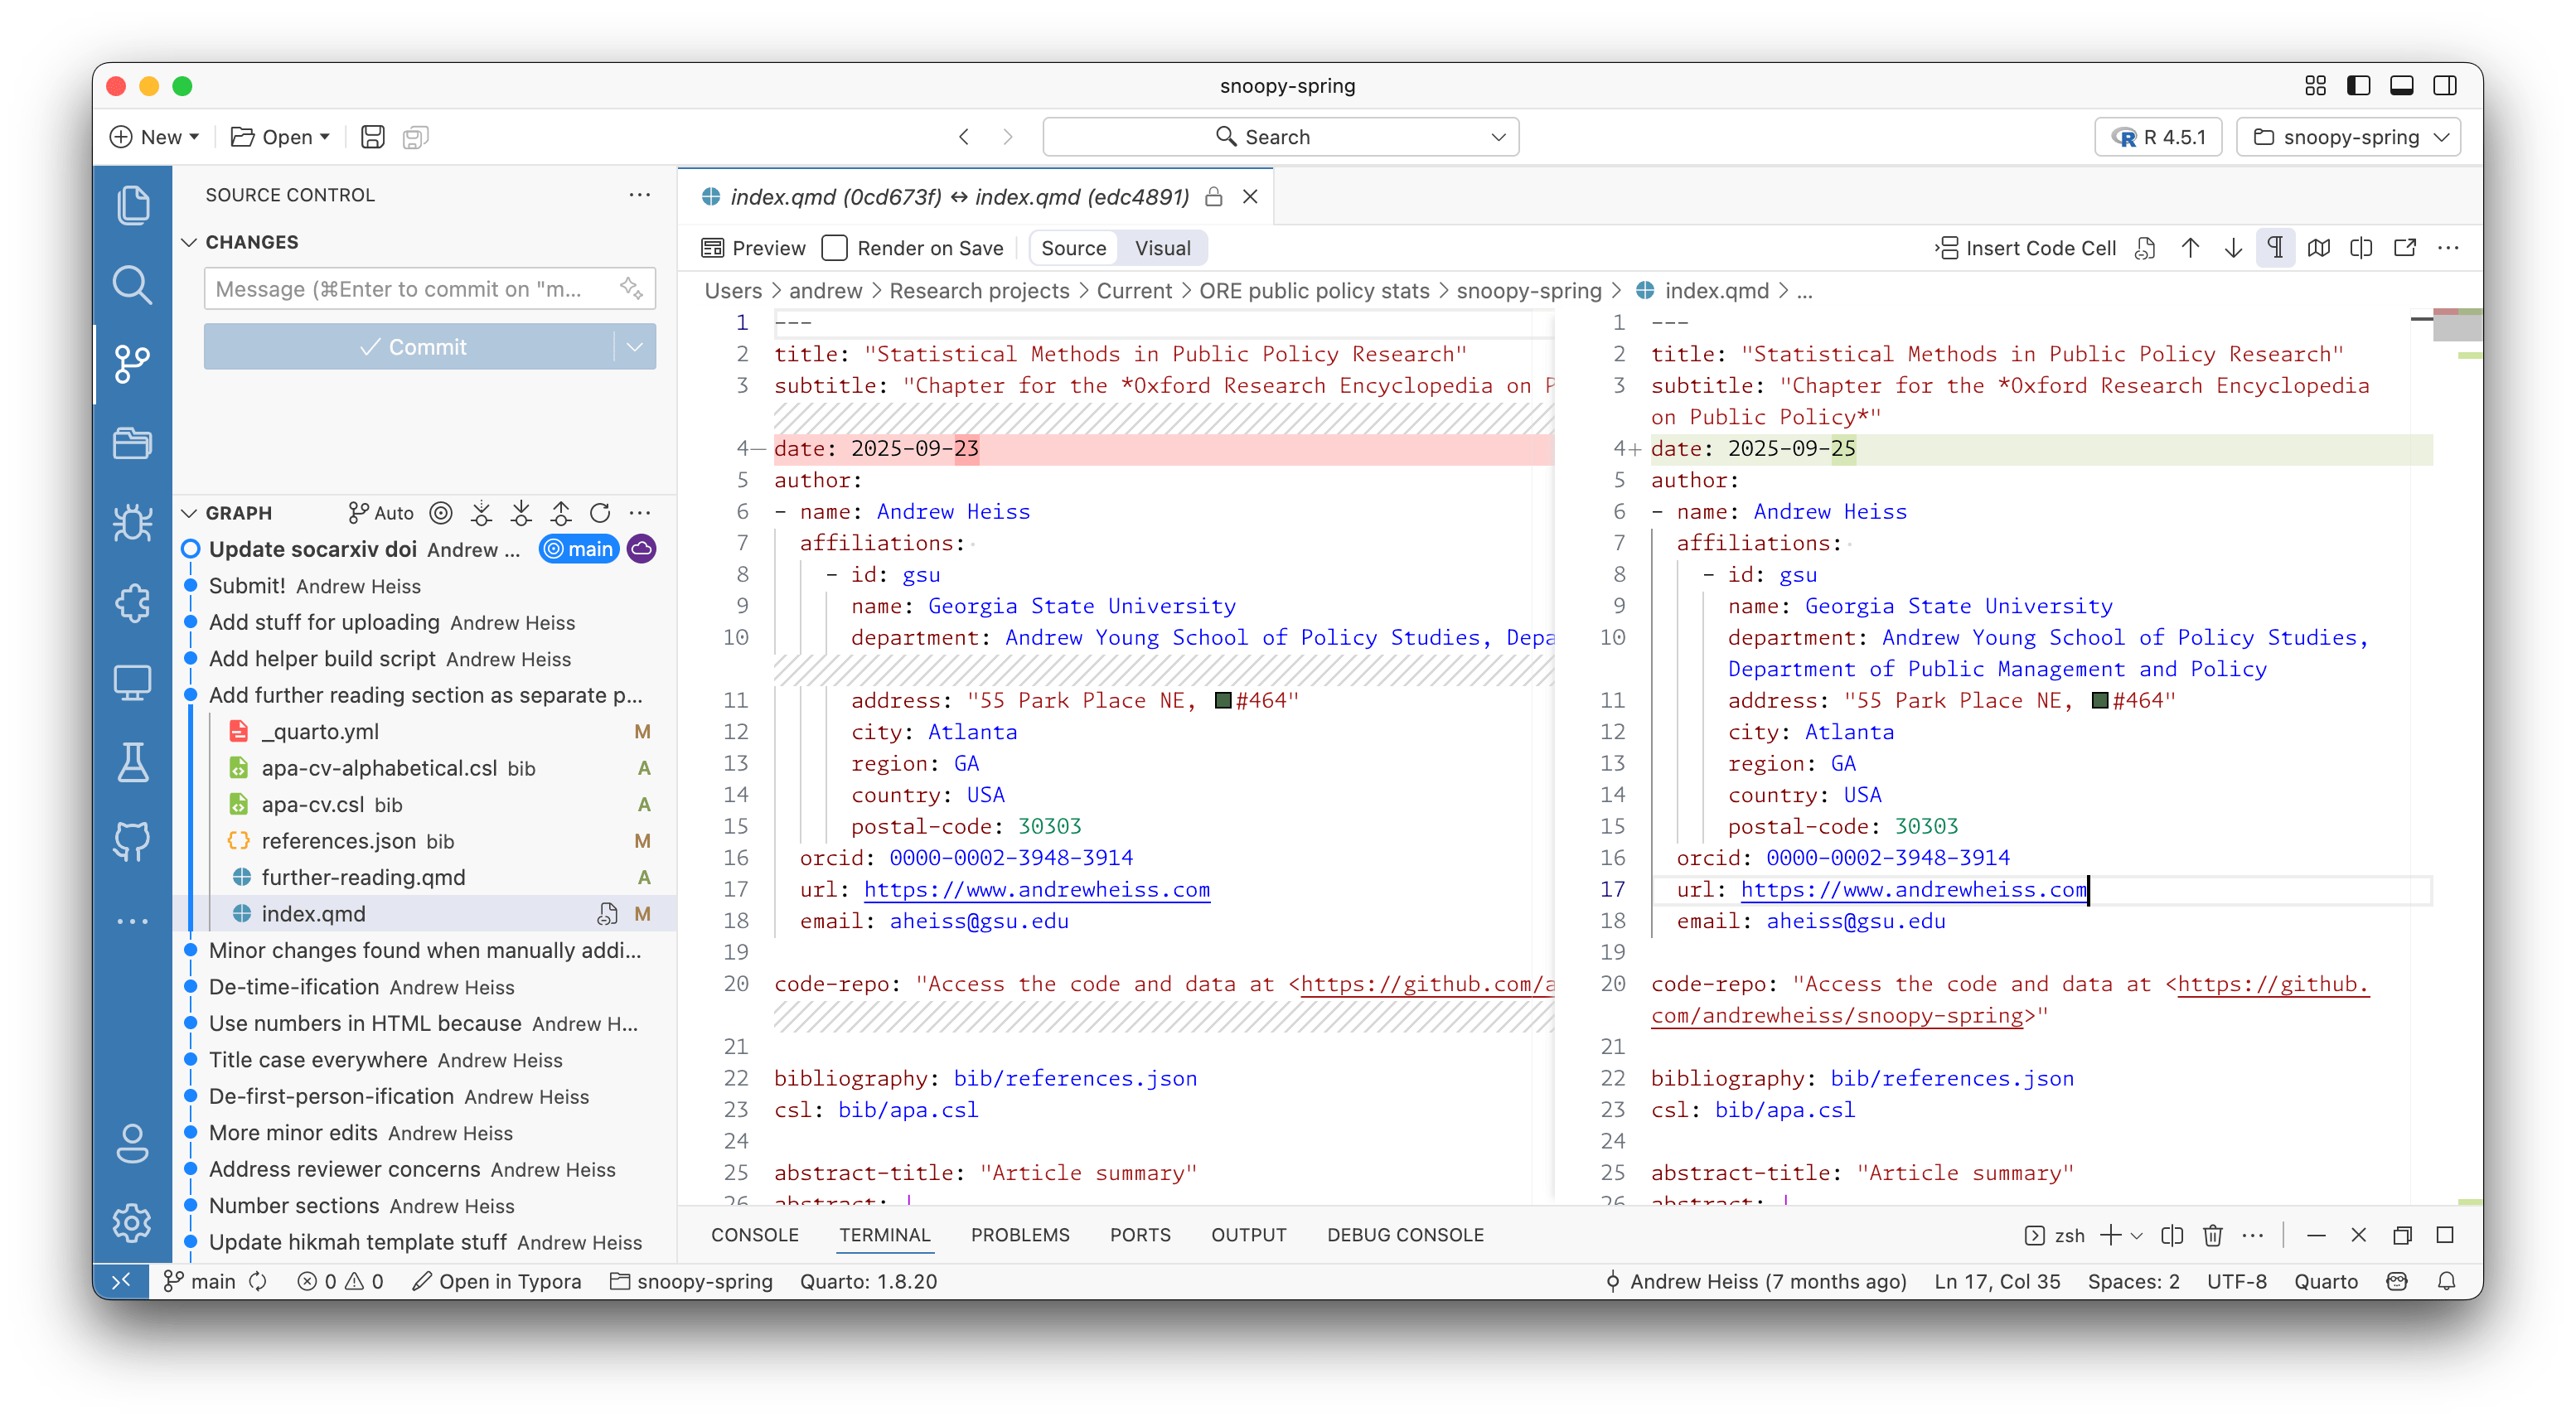 snoopy-spring
New
Open
Search
R 4.5.1
snoopy-spring
SOURCE CONTROL
CHANGES
Message (⌘Enter to commit on "m...
Commit
GRAPH
Auto
Update socarxiv doi Andrew ... main
Submit! Andrew Heiss
Add stuff for uploading Andrew Heiss
Add helper build script Andrew Heiss
Add further reading section as separate p...
_quarto.yml M
apa-cv-alphabetical.csl bib A
apa-cv.csl bib A
references.json bib M
further-reading.qmd A
index.qmd M
Minor changes found when manually addi...
De-time-ification Andrew Heiss
Use numbers in HTML because Andrew H...
Title case everywhere Andrew Heiss
De-first-person-ification Andrew Heiss
More minor edits Andrew Heiss
Address reviewer concerns Andrew Heiss
Number sections Andrew Heiss
Update hikmah template stuff Andrew Heiss
index.qmd (0cd673f) ↔ index.qmd (edc4891)
Preview Render on Save Source Visual
Insert Code Cell
Users > andrew > Research projects > Current > ORE public policy stats > snoopy-spring > index.qmd > ...
1 ---
2 title: "Statistical Methods in Public Policy Research"
3 subtitle: "Chapter for the *Oxford Research Encyclopedia on P
4— date: 2025-09-23
5 author:
6 - name: Andrew Heiss
7 affiliations:
8 - id: gsu
9 name: Georgia State University
10 department: Andrew Young School of Policy Studies, Depa
11 address: "55 Park Place NE, #464"
12 city: Atlanta
13 region: GA
14 country: USA
15 postal-code: 30303
16 orcid: 0000-0002-3948-3914
17 url: https://www.andrewheiss.com
18 email: aheiss@gsu.edu
19
20 code-repo: "Access the code and data at <https://github.com/a
21
22 bibliography: bib/references.json
23 csl: bib/apa.csl
24
25 abstract-title: "Article summary"
26 abstract: |
1 ---
2 title: "Statistical Methods in Public Policy Research"
3 subtitle: "Chapter for the *Oxford Research Encyclopedia
on Public Policy*"
4+ date: 2025-09-25
5 author:
6 - name: Andrew Heiss
7 affiliations:
8 - id: gsu
9 name: Georgia State University
10 department: Andrew Young School of Policy Studies,
Department of Public Management and Policy
11 address: "55 Park Place NE, #464"
12 city: Atlanta
13 region: GA
14 country: USA
15 postal-code: 30303
16 orcid: 0000-0002-3948-3914
17 url: https://www.andrewheiss.com
18 email: aheiss@gsu.edu
19
20 code-repo: "Access the code and data at <https://github.
com/andrewheiss/snoopy-spring>"
21
22 bibliography: bib/references.json
23 csl: bib/apa.csl
24
25 abstract-title: "Article summary"
26 abstract: |
CONSOLE TERMINAL PROBLEMS PORTS OUTPUT DEBUG CONSOLE
zsh
main 0 0 Open in Typora snoopy-spring Quarto: 1.8.20
Andrew Heiss (7 months ago) Ln 17, Col 35 Spaces: 2 UTF-8 Quarto